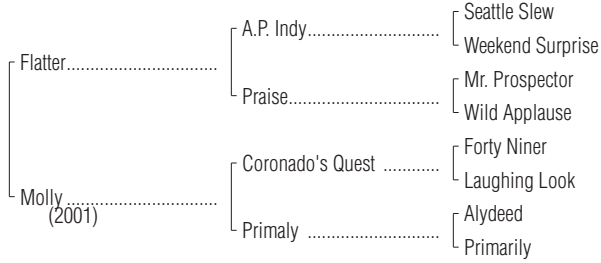 Seattle Slew
A.P. Indy..............................
Weekend Surprise
Flatter..................................
Mr. Prospector
Praise..................................
Wild Applause
Forty Niner
Coronado's Quest ............
Laughing Look
Molly ..................................
(2001)
Alydeed
Primaly ..............................
Primarily